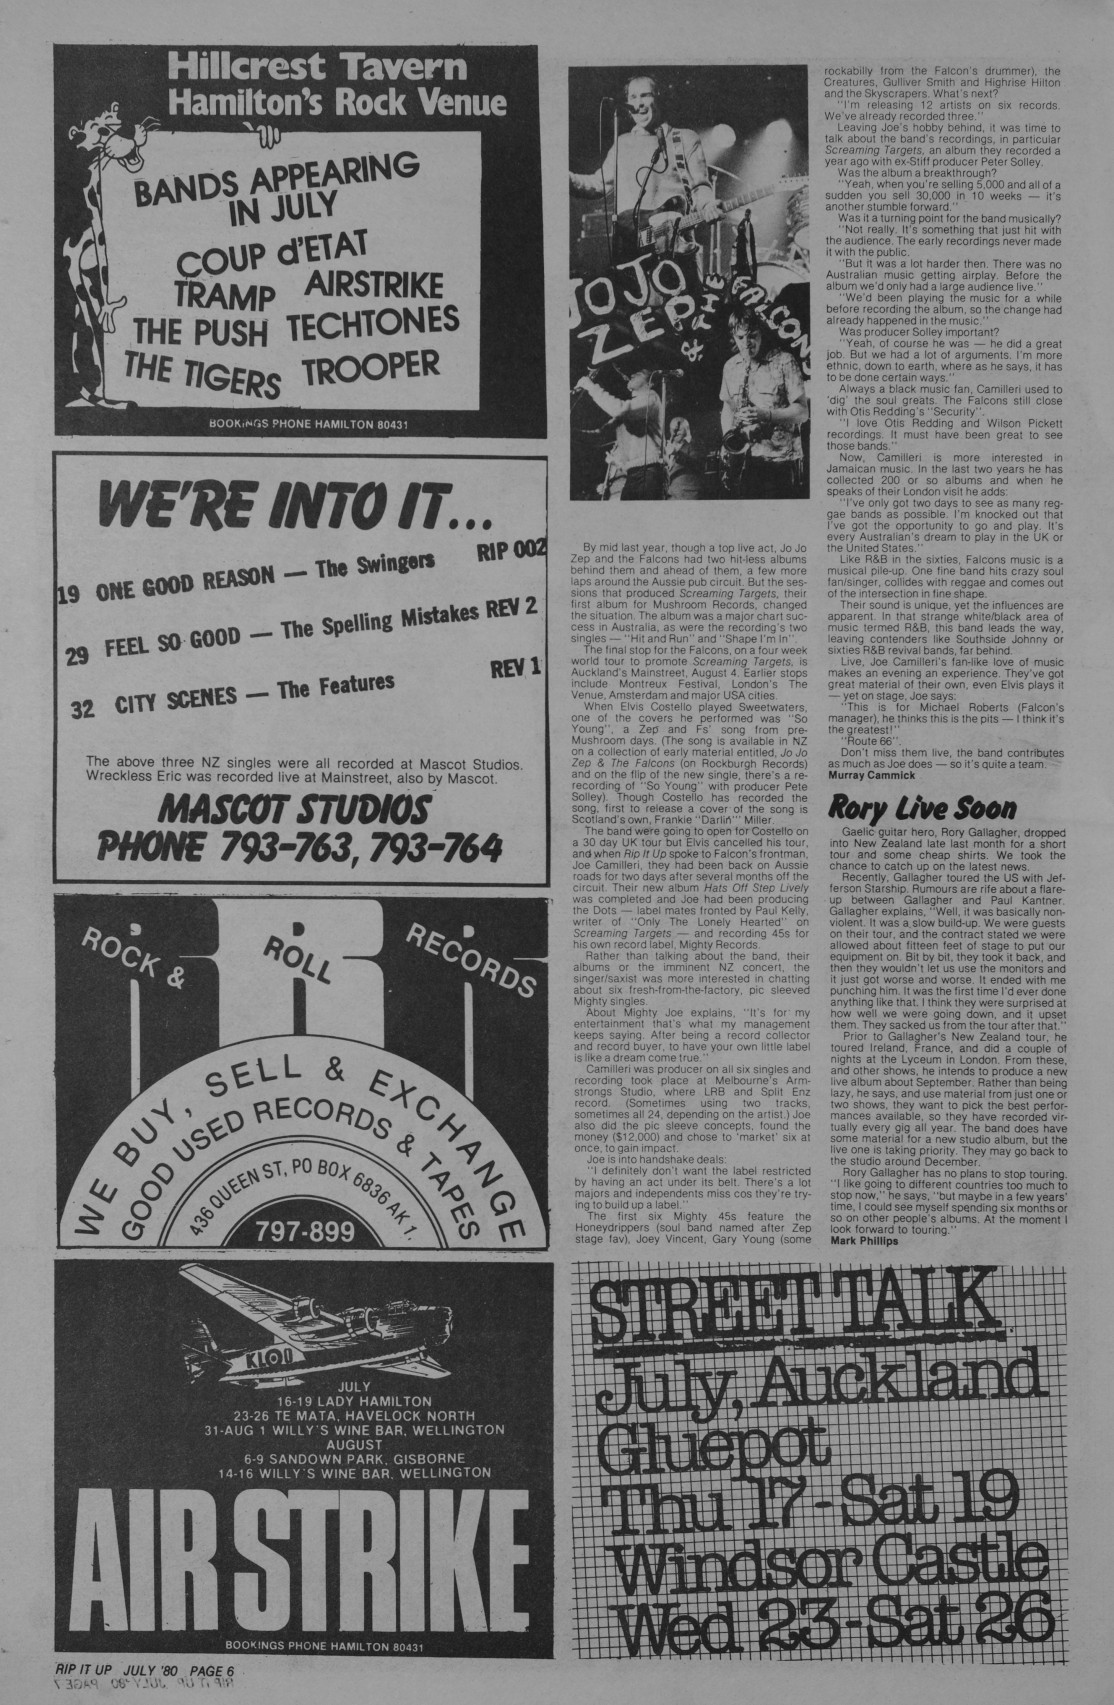 Hillcrest Tavern
Hamilton's Rock Venue
BANDS APPEARING
IN JULY
COUP d'ETAT
TRAMP AIRSTRIKE
THE PUSH TECHTONES
THE TIGERS TROOPER
BOOKINGS PHONE HAMILTON 80431
WE'RE INTO IT...
19 ONE GOOD REASON — The Swingers RIP 002
29 FEEL SO GOOD — The Spelling Mistakes REV 2
32 CITY SCENES — The Features REV 1
The above three NZ singles were all recorded at Mascot Studios.
Wreckless Eric was recorded live at Mainstreet, also by Mascot.
MASCOT STUDIOS
PHONE 793-763, 793-764
ROCK &
ROLL
RECORDS
WE BUY, SELL & EXCHANGE
GOOD USED RECORDS & TAPES
436 QUEEN ST, PO BOX 6836 AK 1.
797-899
JULY
16-19 LADY HAMILTON
23-26 TE MATA, HAVELOCK NORTH
31-AUG 1 WILLY'S WINE BAR, WELLINGTON
AUGUST
6-9 SANDOWN PARK, GISBORNE
14-16 WILLY'S WINE BAR, WELLINGTON
AIR STRIKE
BOOKINGS PHONE HAMILTON 80431
JO JO
ZEP & THE FALCONS
By mid last year, though a top live act, Jo Jo
Zep and the Falcons had two hit-less albums
behind them and ahead of them, a few more
laps around the Aussie pub circuit. But the ses-
sions that produced Screaming Targets, their
first album for Mushroom Records, changed
the situation. The album was a major chart suc-
cess in Australia, as were the recording's two
singles — "Hit and Run" and "Shape I'm In".
The final stop for the Falcons, on a four week
world tour to promote Screaming Targets, is
Auckland's Mainstreet, August 4. Earlier stops
include Montreux Festival, London's The
Venue, Amsterdam and major USA cities.
When Elvis Costello played Sweetwaters,
one of the covers he performed was "So
Young", a Zep and Fs' song from pre-
Mushroom days. (The song is available in NZ
on a collection of early material entitled, Jo Jo
Zep & The Falcons (on Rockburgh Records)
and on the flip of the new single, there's a re-
recording of "So Young" with producer Pete
Solley). Though Costello has recorded the
song, first to release a cover of the song is
Scotland's own, Frankie "Darlin'" Miller.
The band were going to open for Costello on
a 30 day UK tour but Elvis cancelled his tour,
and when Rip It Up spoke to Falcon's frontman,
Joe Camilleri, they had been back on Aussie
roads for two days after several months off the
circuit. Their new album Hats Off Step Lively
was completed and Joe had been producing
the Dots — label mates fronted by Paul Kelly,
writer of "Only The Lonely Hearted" on
Screaming Targets — and recording 45s for
his own record label, Mighty Records.
Rather than talking about the band, their
albums or the imminent NZ concert, the
singer/saxist was more interested in chatting
about six fresh-from-the-factory, pic sleeved
Mighty singles.
About Mighty Joe explains, "It's for my
entertainment that's what my management
keeps saying. After being a record collector
and record buyer, to have your own little label
is like a dream come true."
Camilleri was producer on all six singles and
recording took place at Melbourne's Arm-
strongs Studio, where LRB and Split Enz
record. (Sometimes using two tracks,
sometimes all 24, depending on the artist.) Joe
also did the pic sleeve concepts, found the
money ($12,000) and chose to 'market' six at
once, to gain impact.
Joe is into handshake deals:
"I definitely don't want the label restricted
by having an act under its belt. There's a lot
majors and independents miss cos they're try-
ing to build up a label."
The first six Mighty 45s feature the
Honeydrippers (soul band named after Zep
stage fav), Joey Vincent, Gary Young (some
rockabilly from the Falcon's drummer), the
Creatures, Gulliver Smith and Highrise Hilton
and the Skyscrapers. What's next?
"I'm releasing 12 artists on six records.
We've already recorded three."
Leaving Joe's hobby behind, it was time to
talk about the band's recordings, in particular
Screaming Targets, an album they recorded a
year ago with ex-Stiff producer Peter Solley.
Was the album a breakthrough?
"Yeah, when you're selling 5,000 and all of a
sudden you sell 30,000 in 10 weeks — it's
another stumble forward."
Was it a turning point for the band musically?
"Not really. It's something that just hit with
the audience. The early recordings never made
it with the public.
"But it was a lot harder then. There was no
Australian music getting airplay. Before the
album we'd only had a large audience live."
"We'd been playing the music for a while
before recording the album, so the change had
already happened in the music."
Was producer Solley important?
"Yeah, of course he was — he did a great
job. But we had a lot of arguments. I'm more
ethnic, down to earth, where as he says, it has
to be done certain ways."
Always a black music fan, Camilleri used to
'dig' the soul greats. The Falcons still close
with Otis Redding's "Security".
"I love Otis Redding and Wilson Pickett
recordings. It must have been great to see
those bands."
Now, Camilleri is more interested in
Jamaican music. In the last two years he has
collected 200 or so albums and when he
speaks of their London visit he adds:
"I've only got two days to see as many reg-
gae bands as possible. I'm knocked out that
I've got the opportunity to go and play. It's
every Australian's dream to play in the UK or
the United States."
Like R&B in the sixties, Falcons music is a
musical pile-up. One fine band hits crazy soul
fan/singer, collides with reggae and comes out
of the intersection in fine shape.
Their sound is unique, yet the influences are
apparent. In that strange white/black area of
music termed R&B, this band leads the way,
leaving contenders like Southside Johnny or
sixties R&B revival bands, far behind.
Live, Joe Camilleri's fan-like love of music
makes an evening an experience. They've got
great material of their own, even Elvis plays it
— yet on stage, Joe says:
"This is for Michael Roberts (Falcon's
manager), he thinks this is the pits — I think it's
the greatest!"
"Route 66".
Don't miss them live, the band contributes
as much as Joe does — so it's quite a team.
Murray Cammick
Rory Live Soon
Gaelic guitar hero, Rory Gallagher, dropped
into New Zealand late last month for a short
tour and some cheap shirts. We took the
chance to catch up on the latest news.
Recently, Gallagher toured the US with Jef-
ferson Starship. Rumours are rife about a flare-
up between Gallagher and Paul Kantner.
Gallagher explains, "Well, it was basically non-
violent. It was a slow build-up. We were guests
on their tour, and the contract stated we were
allowed about fifteen feet of stage to put our
equipment on. Bit by bit, they took it back, and
then they wouldn't let us use the monitors and
it just got worse and worse. It ended with me
punching him. It was the first time I'd ever done
anything like that. I think they were surprised at
how well we were going down, and it upset
them. They sacked us from the tour after that."
Prior to Gallagher's New Zealand tour, he
toured Ireland, France, and did a couple of
nights at the Lyceum in London. From these,
and other shows, he intends to produce a new
live album about September. Rather than being
lazy, he says, and use material from just one or
two shows, they want to pick the best perfor-
mances available, so they have recorded vir-
tually every gig all year. The band does have
some material for a new studio album, but the
live one is taking priority. They may go back to
the studio around December.
Rory Gallagher has no plans to stop touring.
"I like going to different countries too much to
stop now," he says, "but maybe in a few years'
time, I could see myself spending six months or
so on other people's albums. At the moment I
look forward to touring."
Mark Phillips
STREET TALK
July, Auckland
Gluepot
Thu 17-Sat 19
Windsor Castle
Wed 23-Sat 26
RIP IT UP JULY '80 PAGE 6